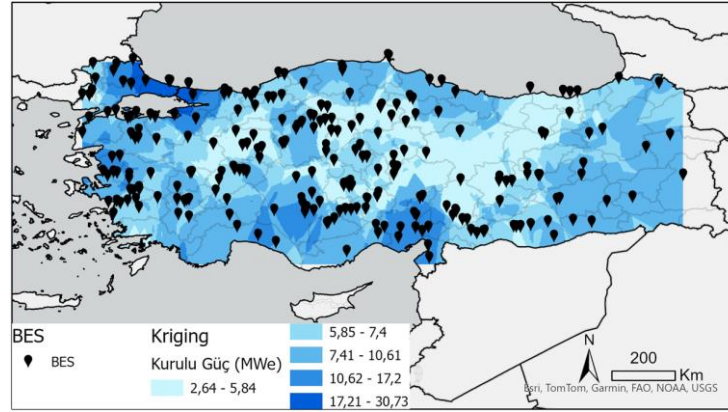 BES
BES
Kriging
Kurulu Güç (MWe)
2,64 - 5,84
5,85 - 7,4
7,41 - 10,61
10,62 - 17,2
17,21 - 30,73
N
200
Km
Esri, TomTom, Garmin, FAO, NOAA, USGS